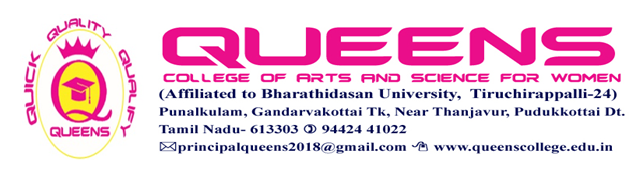 QUICK QUALITY QUALIFY
QUEENS
QUEENS
COLLEGE OF ARTS AND SCIENCE FOR WOMEN
(Affiliated to Bharathidasan University, Tiruchirappalli-24)
Punalkulam, Gandarvakottai Tk, Near Thanjavur, Pudukkottai Dt.
Tamil Nadu- 613303 ✆ 94424 41022
✉principalqueens2018@gmail.com 🖰 www.queenscollege.edu.in